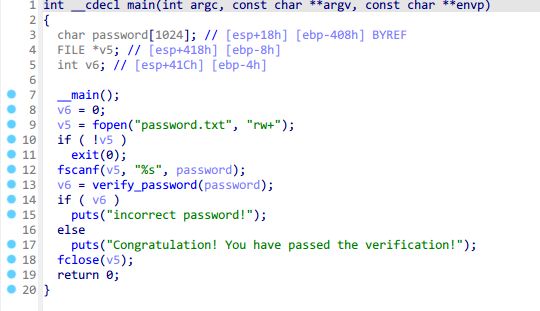 1 int __cdecl main(int argc, const char **argv, const char **envp)
2 {
3   char password[1024]; // [esp+18h] [ebp-408h] BYREF
4   FILE *v5; // [esp+418h] [ebp-8h]
5   int v6; // [esp+41Ch] [ebp-4h]
6
7   __main();
8   v6 = 0;
9   v5 = fopen("password.txt", "rw+");
10   if ( !v5 )
11     exit(0);
12   fscanf(v5, "%s", password);
13   v6 = verify_password(password);
14   if ( v6 )
15     puts("incorrect password!");
16   else
17     puts("Congratulation! You have passed the verification!");
18   fclose(v5);
19   return 0;
20 }